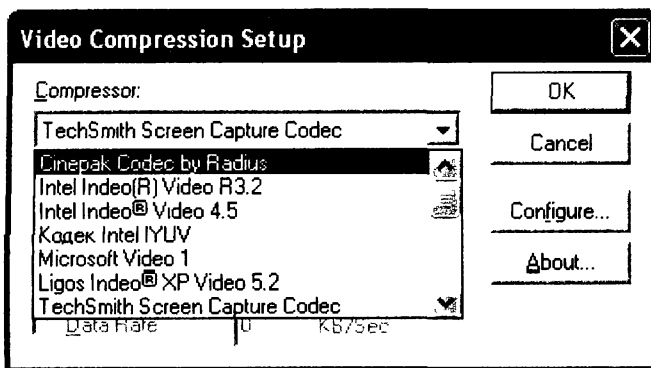 Video Compression Setup
Compressor:
OK
TechSmith Screen Capture Codec
Cancel
Cinepak Codec by Radius
Intel Indeo(R) Video R3.2
Intel Indeo® Video 4.5
Configure...
Кодек Intel IYUV
Microsoft Video 1
About...
Ligos Indeo® XP Video 5.2
TechSmith Screen Capture Codec
Data Rate 0 KB/Sec